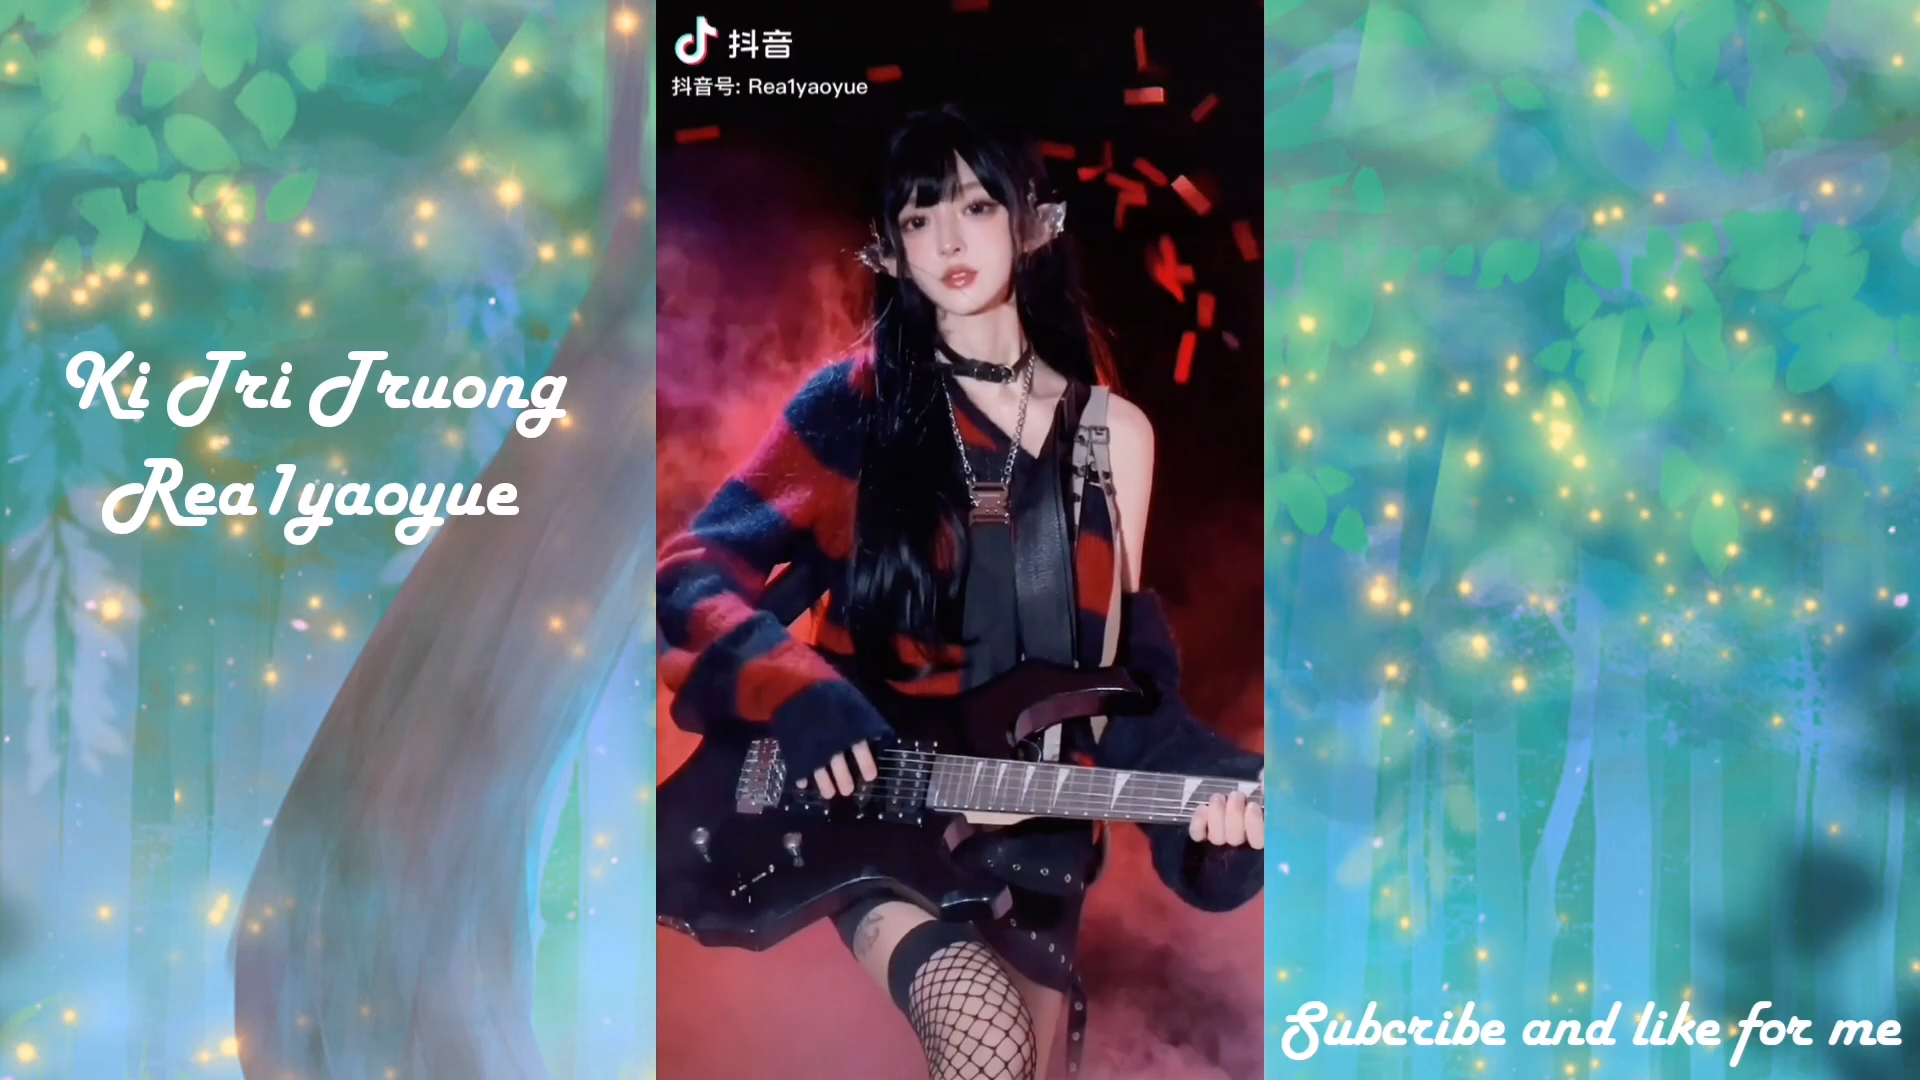 抖音
抖音号: Rea1yaoyue
Ki Tri Truong
Rea1yaoyue
Subcribe and like for me